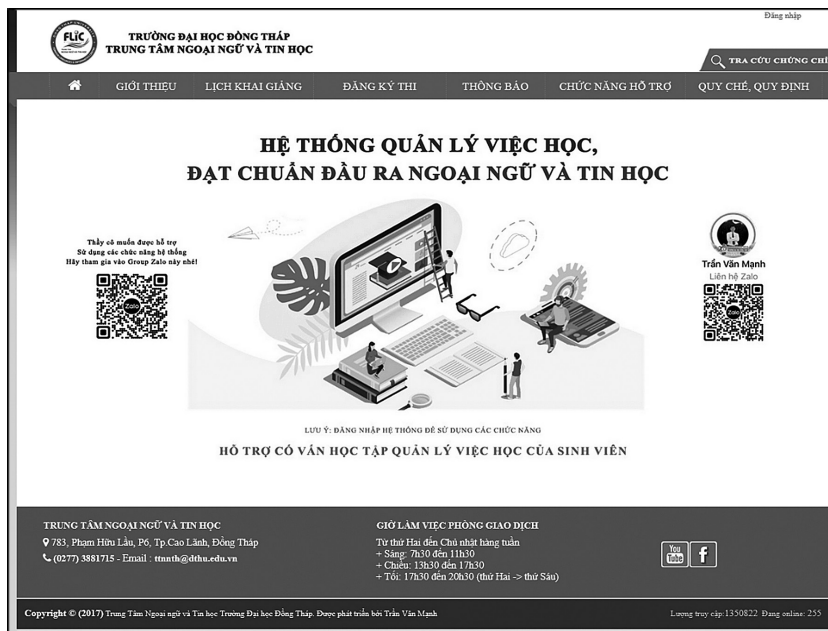 Đăng nhập
FLIC
TRƯỜNG ĐẠI HỌC ĐỒNG THÁP
TRUNG TÂM NGOẠI NGỮ VÀ TIN HỌC
TRA CỨU CHỨNG CHỈ
GIỚI THIỆU LỊCH KHAI GIẢNG ĐĂNG KÝ THI THÔNG BÁO CHỨC NĂNG HỖ TRỢ QUY CHẾ, QUY ĐỊNH
HỆ THỐNG QUẢN LÝ VIỆC HỌC,
ĐẠT CHUẨN ĐẦU RA NGOẠI NGỮ VÀ TIN HỌC
Thầy cô muốn được hỗ trợ
Sử dụng các chức năng hệ thống
Hãy tham gia vào Group Zalo này nhé!
Zalo
Trần Văn Mạnh
Liên hệ Zalo
Zalo
LƯU Ý: ĐĂNG NHẬP HỆ THỐNG ĐỂ SỬ DỤNG CÁC CHỨC NĂNG
HỖ TRỢ CỐ VẤN HỌC TẬP QUẢN LÝ VIỆC HỌC CỦA SINH VIÊN
TRUNG TÂM NGOẠI NGỮ VÀ TIN HỌC
783, Phạm Hữu Lầu, P6, Tp.Cao Lãnh, Đồng Tháp
(0277) 3881715 - Email : ttnnth@dthu.edu.vn
GIỜ LÀM VIỆC PHÒNG GIAO DỊCH
Từ thứ Hai đến Chủ nhật hàng tuần
+ Sáng: 7h30 đến 11h30
+ Chiều: 13h30 đến 17h30
+ Tối: 17h30 đến 20h30 (thứ Hai -> thứ Sáu)
You Tube f
Copyright © (2017) Trung Tâm Ngoại ngữ và Tin học Trường Đại học Đồng Tháp. Được phát triển bởi Trần Văn Mạnh
Lượng truy cập:1350822 Đang online: 255